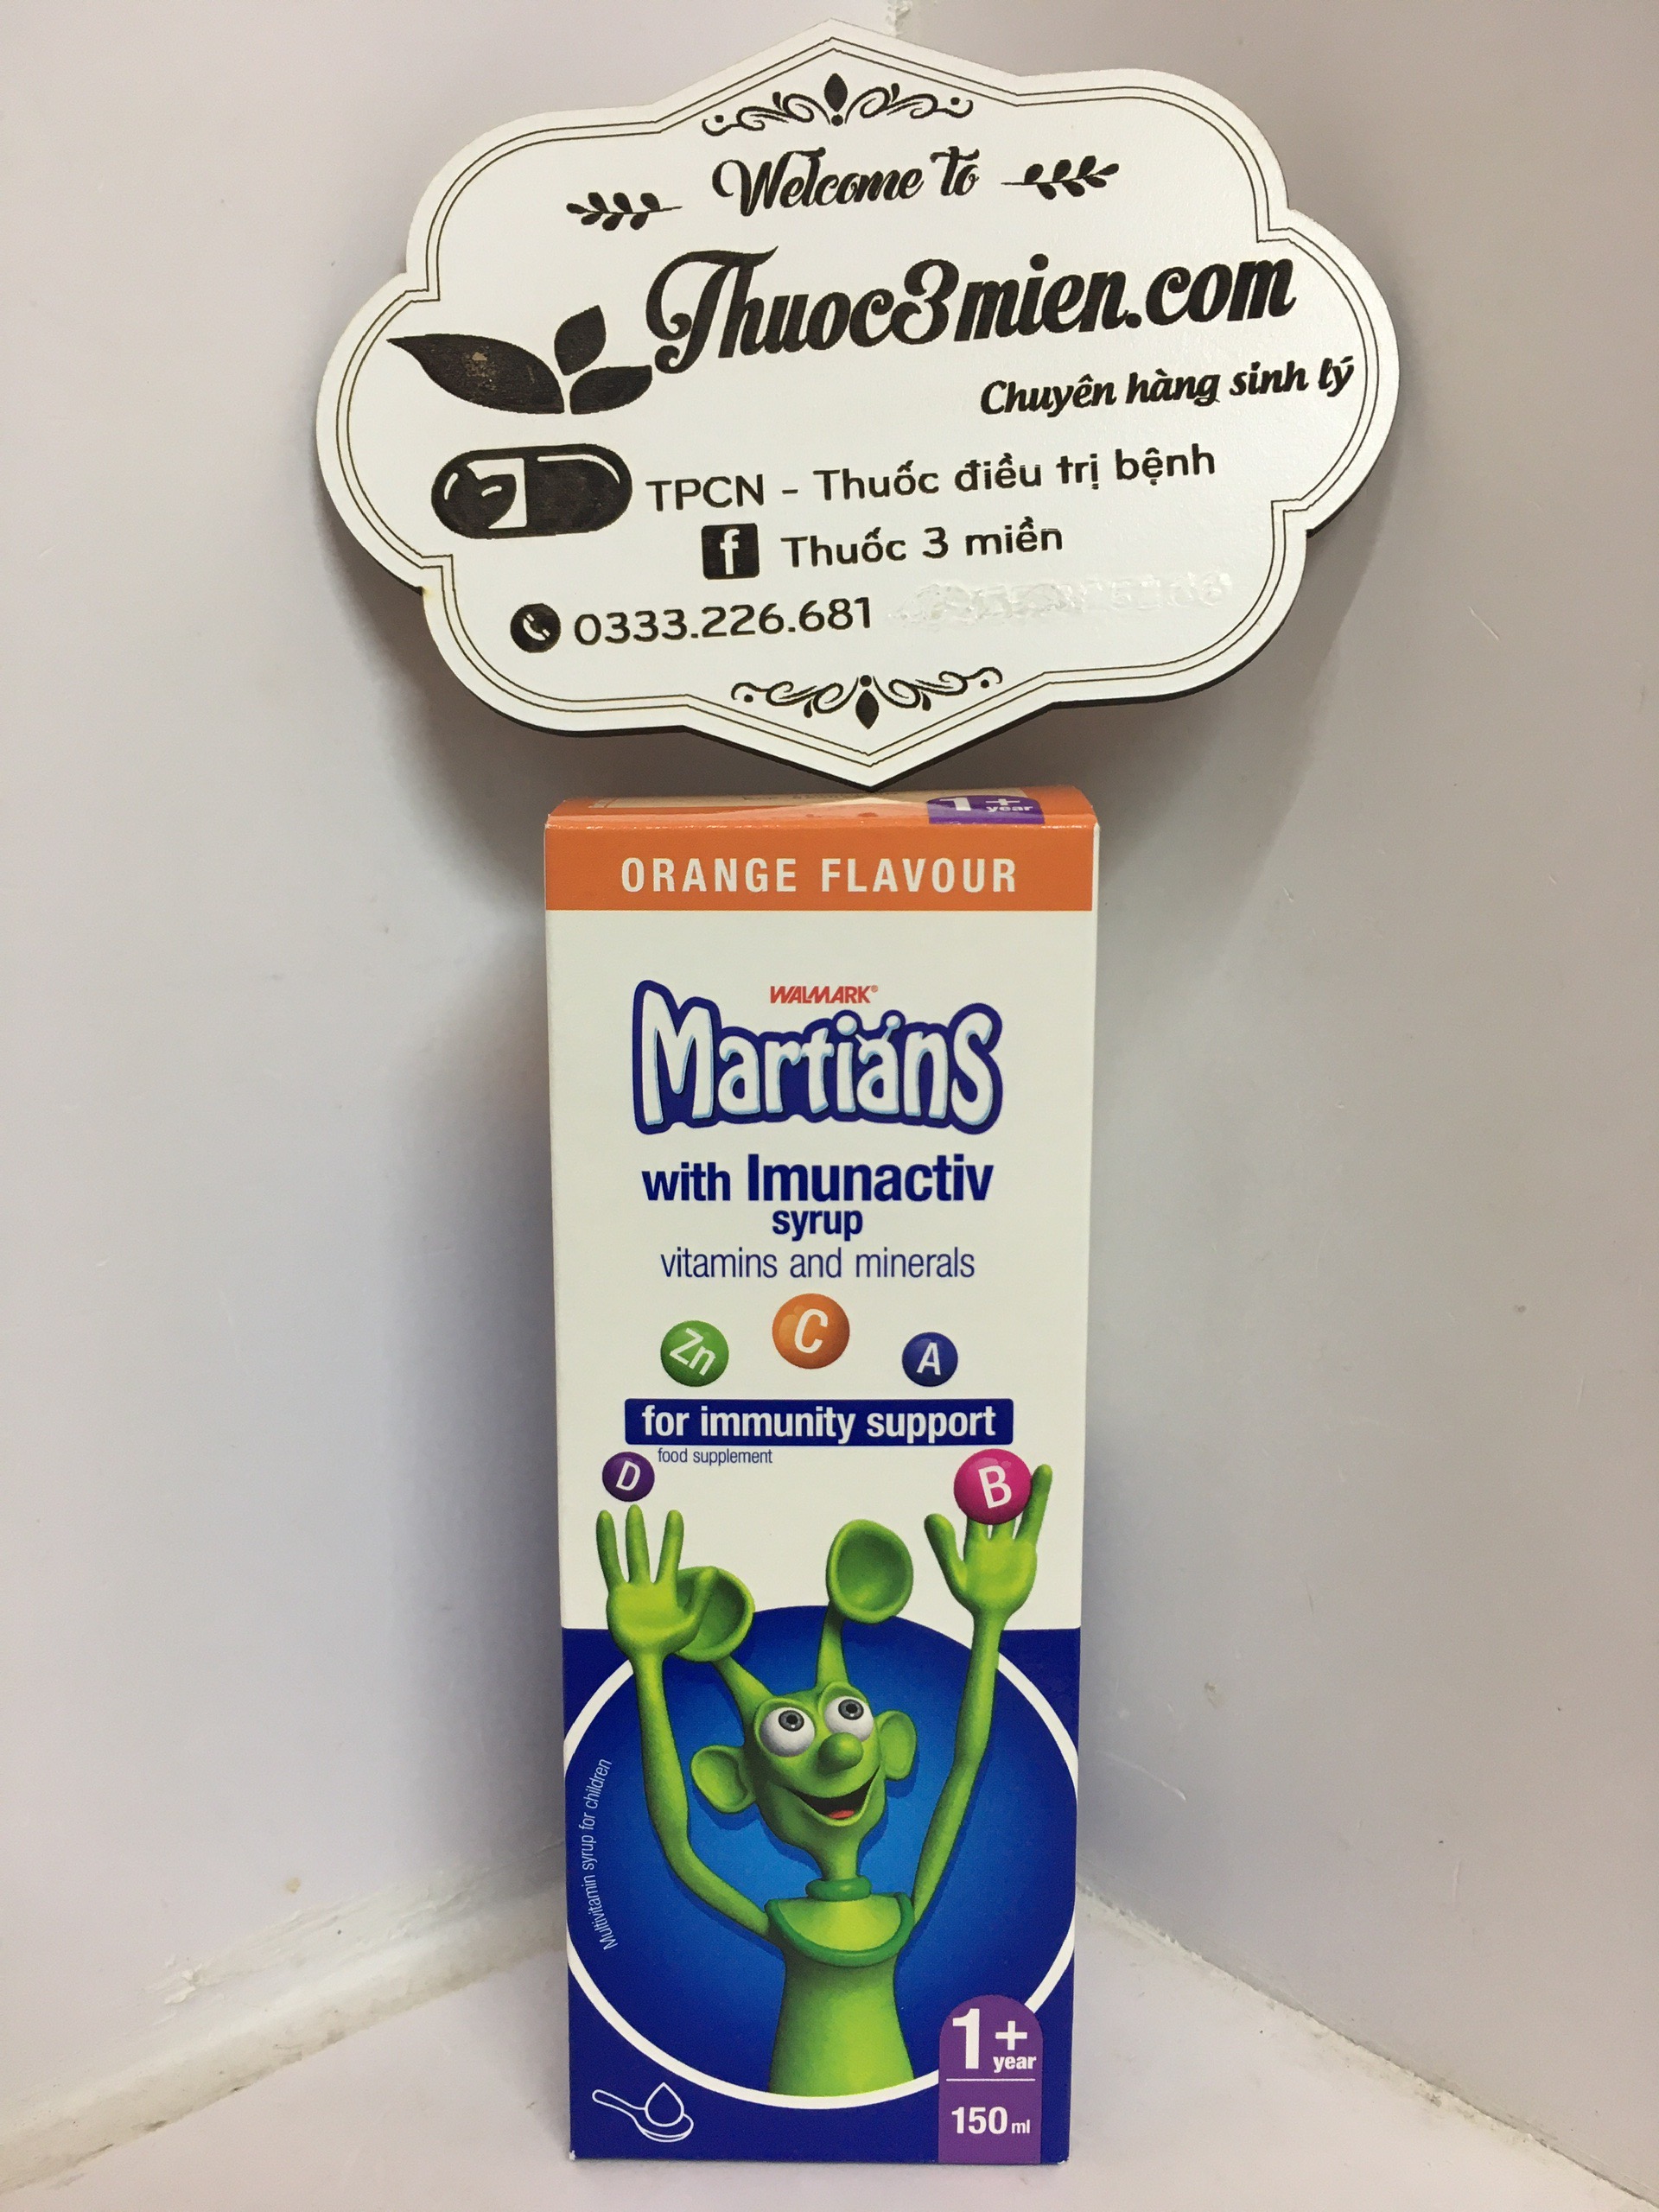 Welcome to
Thuoc3mien.com
Chuyên hàng sinh lý
TPCN - Thuốc điều trị bệnh
f Thuốc 3 miền
0333.226.681
1+
year
ORANGE FLAVOUR
WALMARK®
Martians
with Imunactiv
syrup
vitamins and minerals
Zn C A
for immunity support
food supplement
D B
Multivitamin syrup for children
1+
year
150 ml